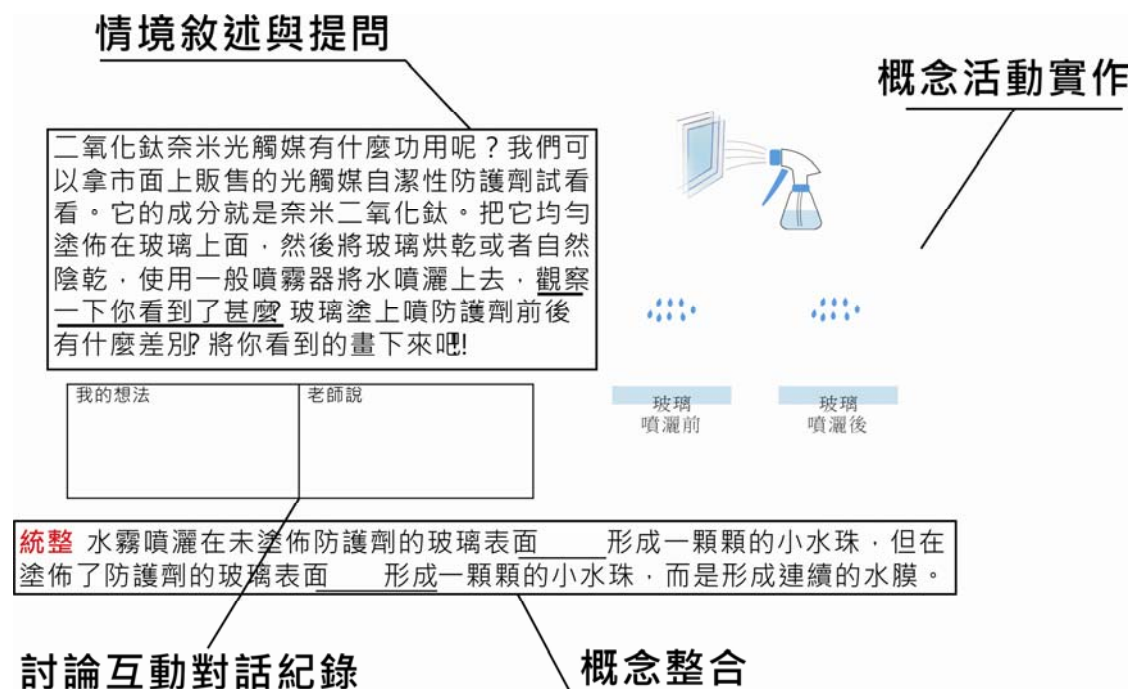 情境敘述與提問
概念活動實作
二氧化鈦奈米光觸媒有什麼功用呢？我們可
以拿市面上販售的光觸媒自潔性防護劑試看
看。它的成分就是奈米二氧化鈦。把它均勻
塗佈在玻璃上面，然後將玻璃烘乾或者自然
陰乾，使用一般噴霧器將水噴灑上去，觀察
一下你看到了甚麼?玻璃塗上噴防護劑前後
有什麼差別?將你看到的畫下來吧!!
我的想法
老師說
玻璃
噴灑前
玻璃
噴灑後
統整 水霧噴灑在未塗佈防護劑的玻璃表面_____形成一顆顆的小水珠，但在
塗佈了防護劑的玻璃表面_____形成一顆顆的小水珠，而是形成連續的水膜。
討論互動對話紀錄
概念整合